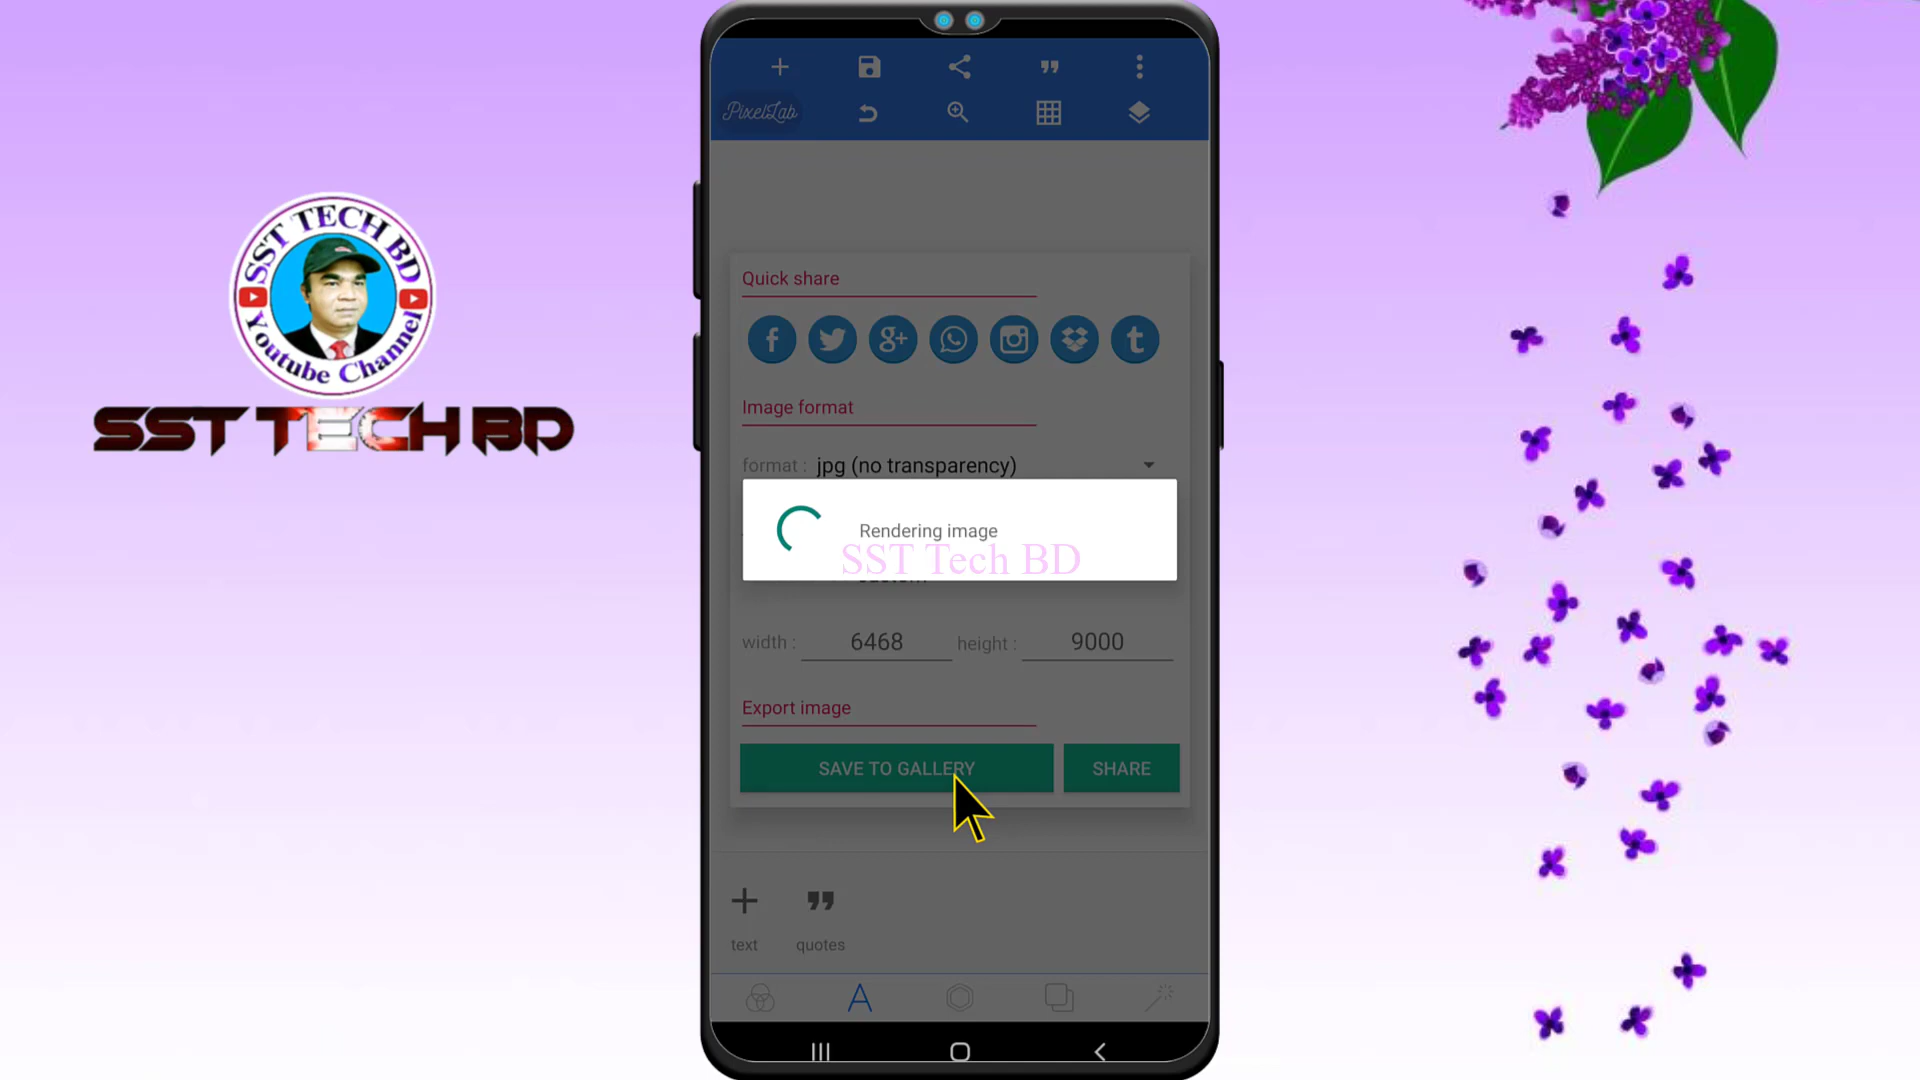 SST TECH BD
Youtube Channel
SST TECH BD
PixelLab
Quick share
Image format
format : jpg (no transparency)
Rendering image
SST Tech BD
width : 6468 height : 9000
Export image
SAVE TO GALLERY SHARE
text quotes